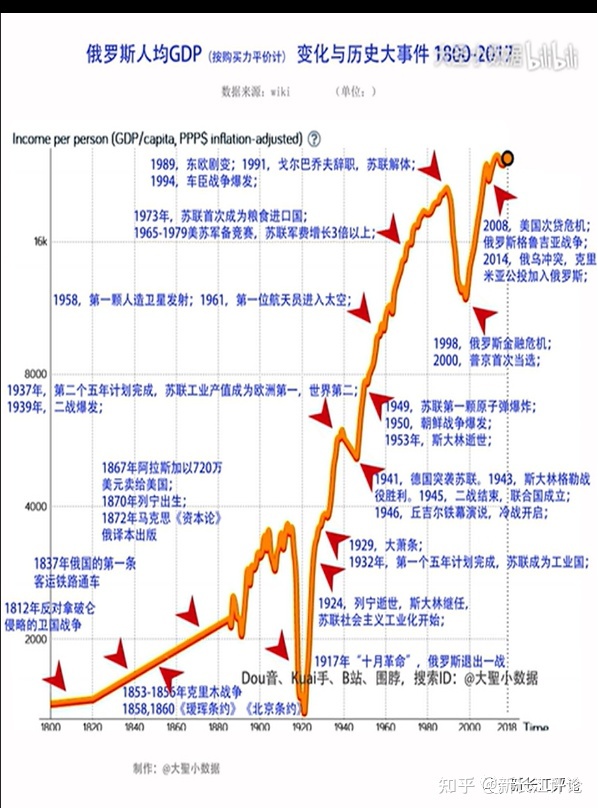 俄罗斯人均GDP（按购买力平价计） 变化与历史大事件 1800-2017
bilibili
数据来源：wiki （单位：）
Income per person (GDP/capita, PPP$ inflation-adjusted) ?
1989，东欧剧变；1991，戈尔巴乔夫辞职，苏联解体；
1994，车臣战争爆发；
1973年，苏联首次成为粮食进口国；
1965-1979美苏军备竞赛，苏联军费增长3倍以上；
2008，美国次贷危机；
俄罗斯格鲁吉亚战争；
2014，俄乌冲突，克里
米亚公投加入俄罗斯；
16k
1958，第一颗人造卫星发射；1961，第一位航天员进入太空；
1998，俄罗斯金融危机；
2000，普京首次当选；
8000
1937年，第二个五年计划完成，苏联工业产值成为欧洲第一，世界第二；
1939年，二战爆发；
1949，苏联第一颗原子弹爆炸；
1950，朝鲜战争爆发；
1953年，斯大林逝世；
1867年阿拉斯加以720万
美元卖给美国；
1870年列宁出生；
1872年马克思《资本论》
俄译本出版
1941，德国突袭苏联。1943，斯大林格勒战
役胜利。1945，二战结束，联合国成立；
1946，丘吉尔铁幕演说，冷战开启；
4000
1929，大萧条；
1932年，第一个五年计划完成，苏联成为工业国；
1837年俄国的第一条
客运铁路通车
1924，列宁逝世，斯大林继任，
苏联社会主义工业化开始；
1812年反对拿破仑
侵略的卫国战争
2000
1917年“十月革命”，俄罗斯退出一战
Dou音、Kuai手、B站、围脖，搜索ID：@大聖小数据
1853-1856年克里木战争
1858,1860《瑷珲条约》《北京条约》
1800 1820 1840 1860 1880 1900 1920 1940 1960 1980 2000 2018 Time
制作：@大聖小数据
知乎 @新长江评论